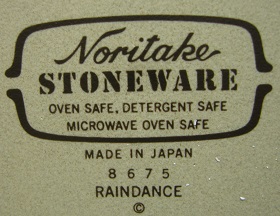 Noritake
STONEWARE
OVEN SAFE, DETERGENT SAFE
MICROWAVE OVEN SAFE
MADE IN JAPAN
8675
RAINDANCE
©